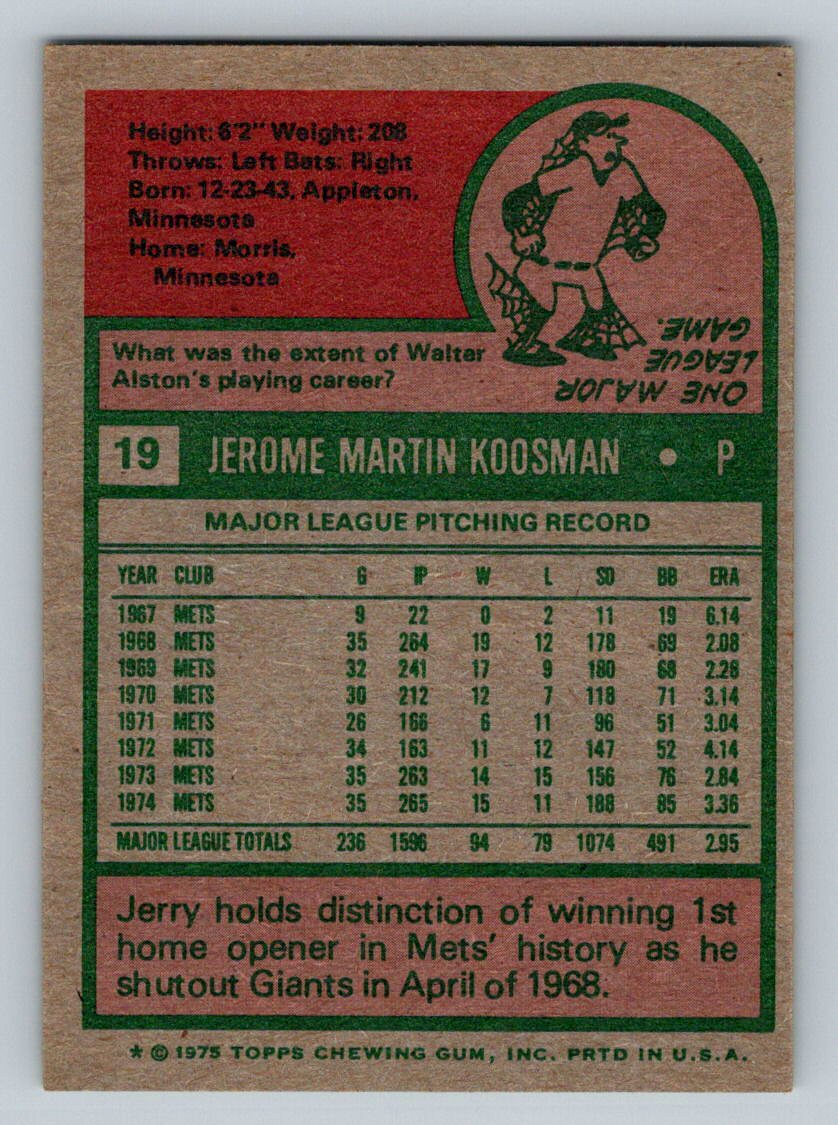 Height: 6'2" Weight: 208
Throws: Left Bats: Right
Born: 12-23-43, Appleton,
Minnesota
Home: Morris,
Minnesota
What was the extent of Walter
Alston's playing career?
ONE MAJOR
LEAGUE
GAME.
19 JEROME MARTIN KOOSMAN • P
MAJOR LEAGUE PITCHING RECORD
YEAR CLUB G IP W L SO BB ERA
1967 METS 9 22 0 2 11 19 6.14
1968 METS 35 264 19 12 178 69 2.08
1969 METS 32 241 17 9 180 68 2.28
1970 METS 30 212 12 7 118 71 3.14
1971 METS 26 166 6 11 96 51 3.04
1972 METS 34 163 11 12 147 52 4.14
1973 METS 35 263 14 15 156 76 2.84
1974 METS 35 265 15 11 188 85 3.36
MAJOR LEAGUE TOTALS 236 1596 94 79 1074 491 2.95
Jerry holds distinction of winning 1st
home opener in Mets' history as he
shutout Giants in April of 1968.
* © 1975 TOPPS CHEWING GUM, INC. PRTD IN U.S.A.